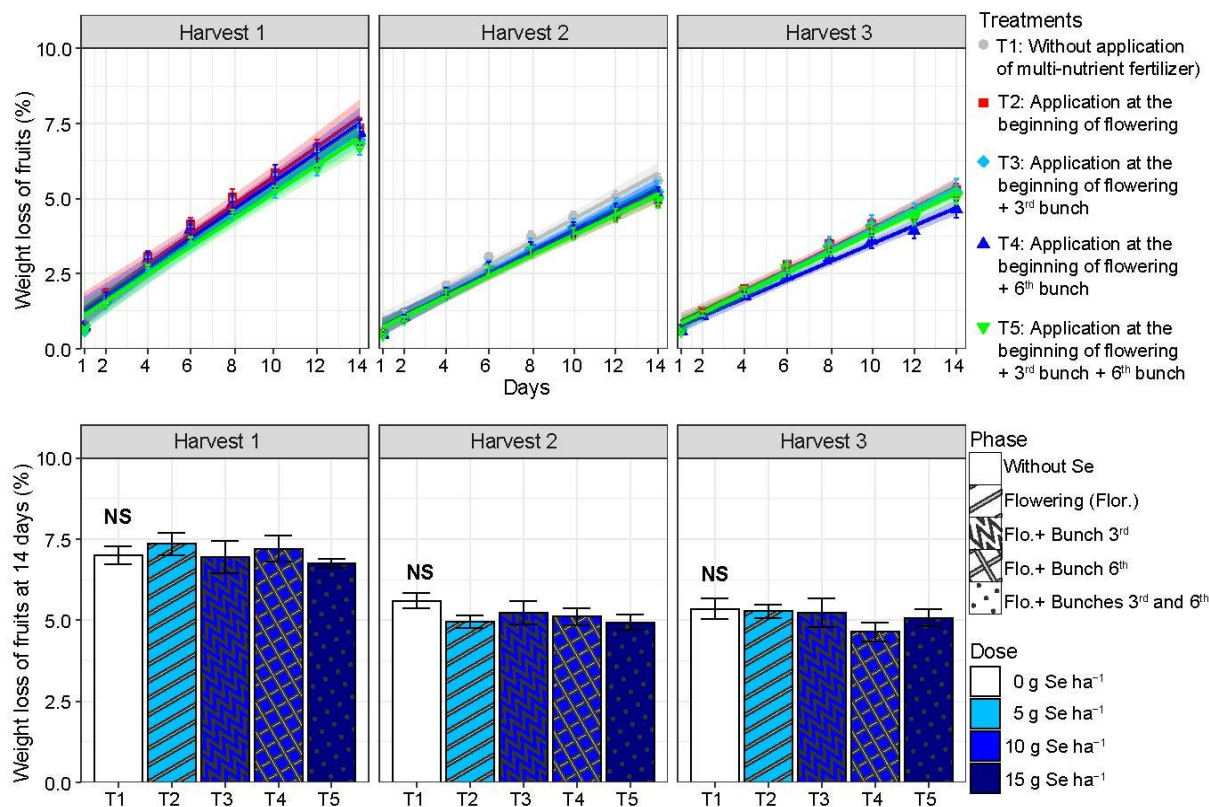 Harvest 1
Harvest 2
Harvest 3
Weight loss of fruits (%)
10.0
7.5
5.0
2.5
0.0
1 2 4 6 8 10 12 14
1 2 4 6 8 10 12 14
1 2 4 6 8 10 12 14
Days
Treatments
T1: Without application
of multi-nutrient fertilizer)
T2: Application at the
beginning of flowering
T3: Application at the
beginning of flowering
+ 3rd bunch
T4: Application at the
beginning of flowering
+ 6th bunch
T5: Application at the
beginning of flowering
+ 3rd bunch + 6th bunch
Harvest 1
Harvest 2
Harvest 3
Weight loss of fruits at 14 days (%)
10.0
7.5
5.0
2.5
0.0
NS
NS
NS
T1 T2 T3 T4 T5
T1 T2 T3 T4 T5
T1 T2 T3 T4 T5
Phase
Without Se
Flowering (Flor.)
Flo.+ Bunch 3rd
Flo.+ Bunch 6th
Flo.+ Bunches 3rd and 6th
Dose
0 g Se ha⁻¹
5 g Se ha⁻¹
10 g Se ha⁻¹
15 g Se ha⁻¹